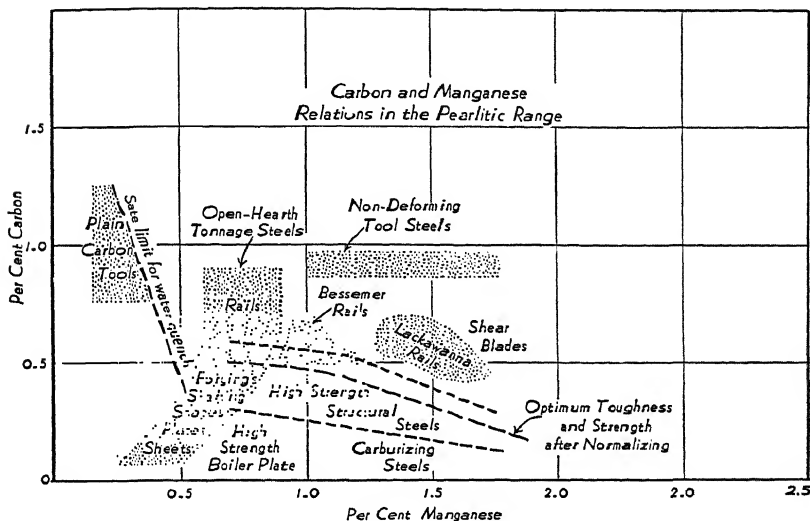 Carbon and Manganese
Relations in the Pearlitic Range
Per Cent Carbon
1.5
1.0
0.5
0
Plain
Carbon
Tools
Safe limit for water quench
Open-Hearth
Tonnage Steels
Rails
Non-Deforming
Tool Steels
Bessemer
Rails
Lackawanna
Rails
Shear
Blades
Forgings
Shafting
Shapes
Plates
Sheets
High Strength
Structural
Steels
High
Strength
Boiler Plate
Carburizing
Steels
Optimum Toughness
and Strength
after Normalizing
0.5
1.0
1.5
2.0
2.0
2.5
Per Cent Manganese